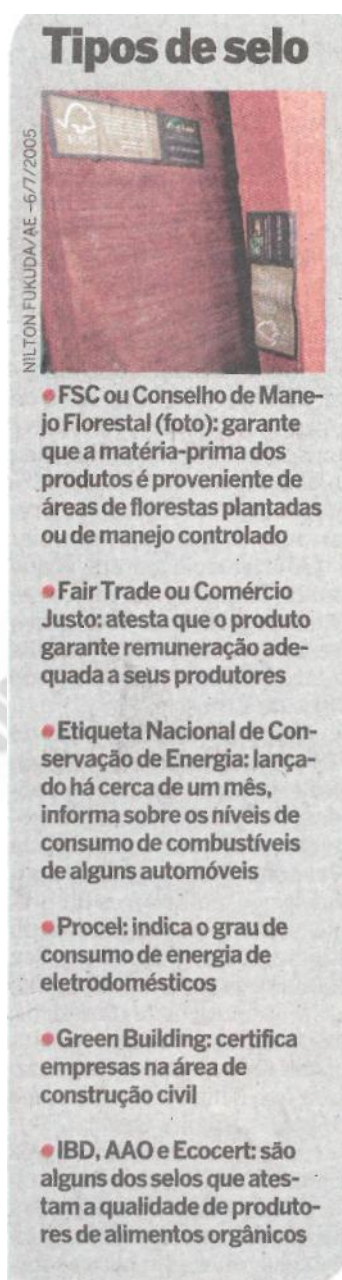 Tipos de selo
NILTON FUKUDA/AE –6/7/2005
● FSC ou Conselho de Mane-
jo Florestal (foto): garante
que a matéria-prima dos
produtos é proveniente de
áreas de florestas plantadas
ou de manejo controlado
● Fair Trade ou Comércio
Justo: atesta que o produto
garante remuneração ade-
quada a seus produtores
● Etiqueta Nacional de Con-
servação de Energia: lança-
do há cerca de um mês,
informa sobre os níveis de
consumo de combustíveis
de alguns automóveis
● Procel: indica o grau de
consumo de energia de
eletrodomésticos
● Green Building: certifica
empresas na área de
construção civil
● IBD, AAO e Ecocert: são
alguns dos selos que ates-
tam a qualidade de produto-
res de alimentos orgânicos